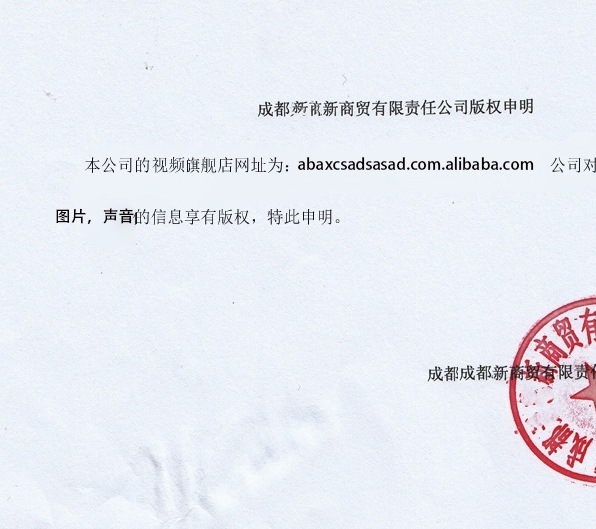 成都新新商贸有限责任公司版权申明
本公司的视频旗舰店网址为：abaxcsadsasad.com.alibaba.com 公司对
图片，声音的信息享有版权，特此申明。
成都成都新商贸有限责任
成都 新商贸有